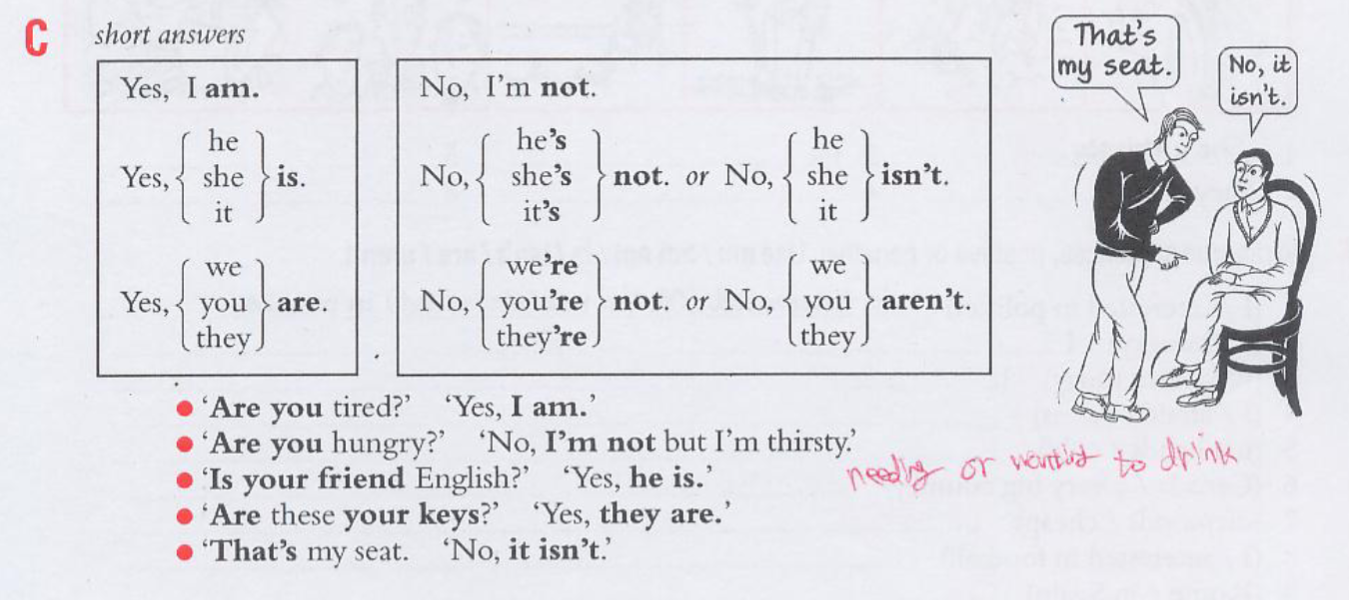 C short answers
That's
my seat.
No, it
isn't.
Yes, I am.
No, I'm not.
he he's he
Yes, she is. No, she's not. or No, she isn't.
it it's it
we we're we
Yes, you are. No, you're not. or No, you aren't.
they they're they
• 'Are you tired?' 'Yes, I am.'
• 'Are you hungry?' 'No, I'm not but I'm thirsty.'
needing or wanting to drink
• 'Is your friend English?' 'Yes, he is.'
• 'Are these your keys?' 'Yes, they are.'
• 'That's my seat. 'No, it isn't.'